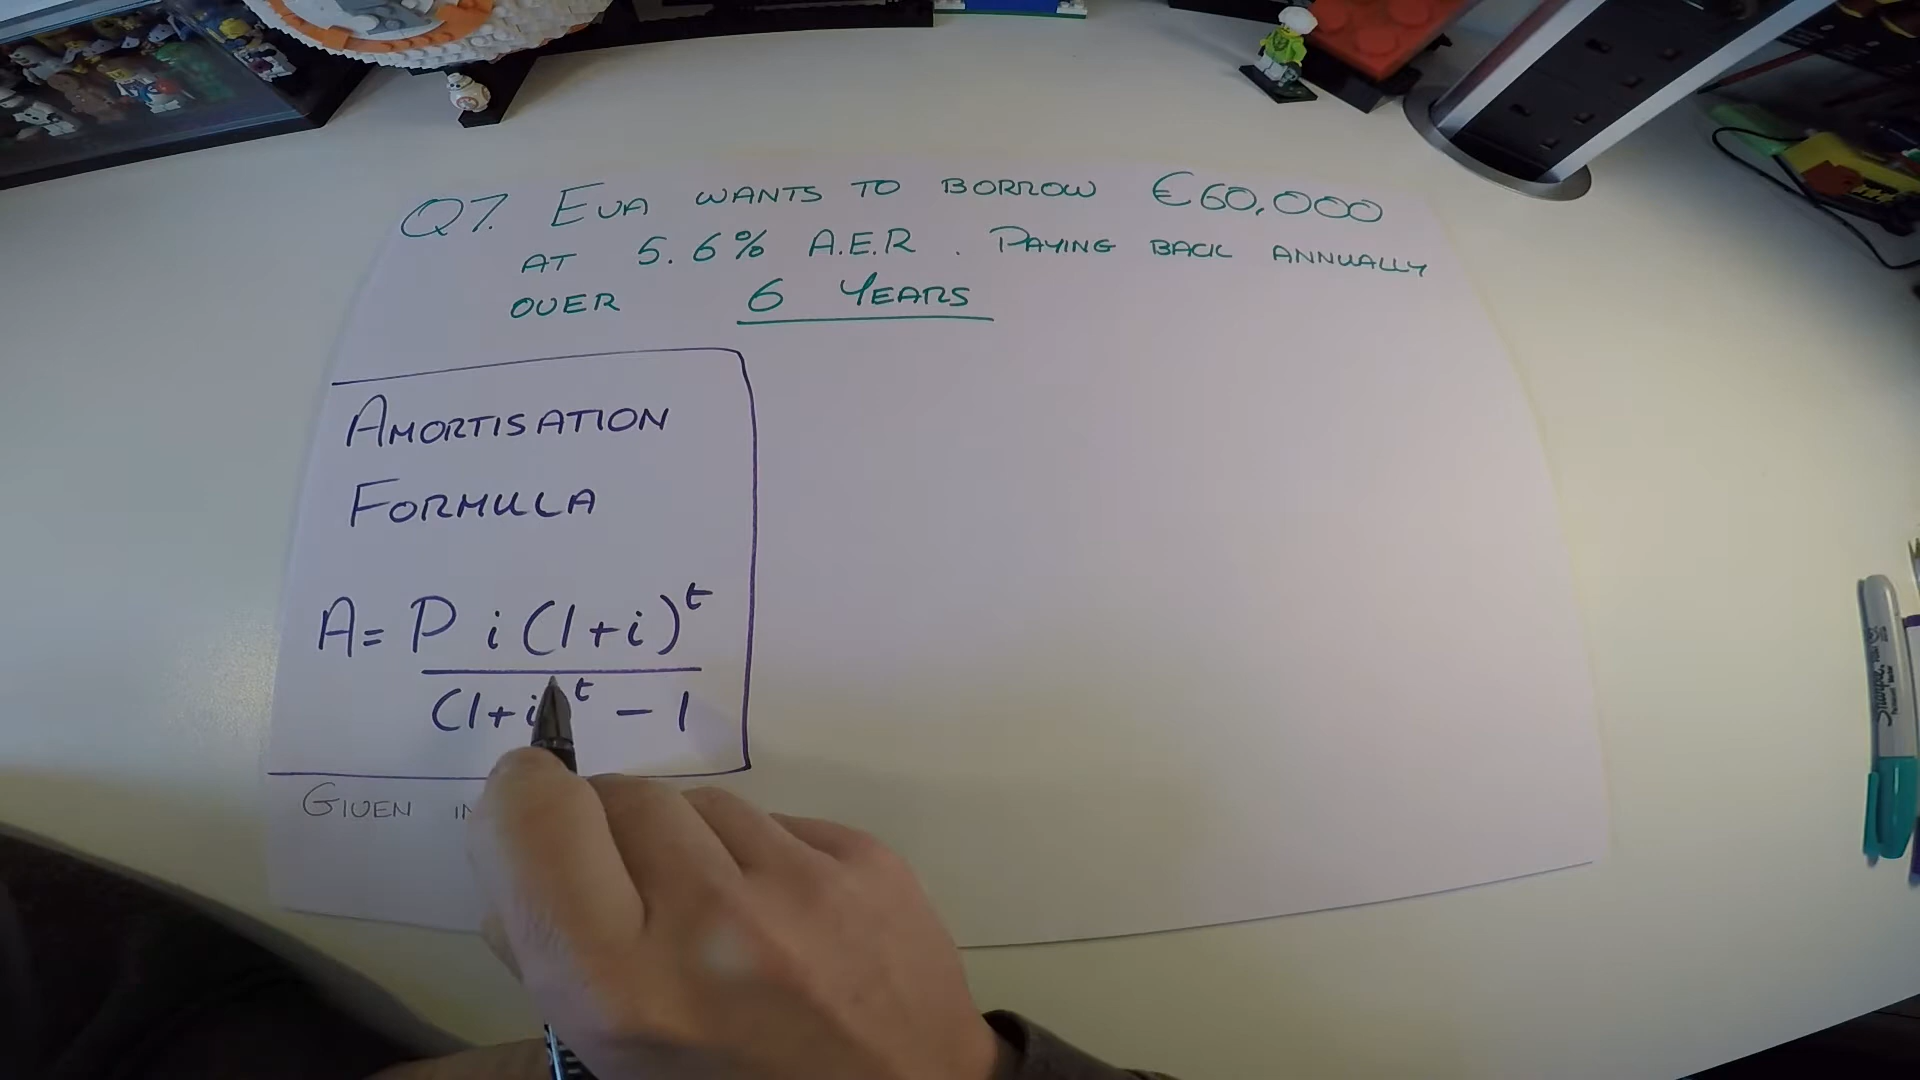 Q7. EVA WANTS TO BORROW €60,000
AT 5.6% A.E.R. PAYING BACK ANNUALLY
OVER 6 YEARS
AMORTISATION
FORMULA
A = P i(1+i)^t
(1+i)^t - 1
GIVEN
Sharpie